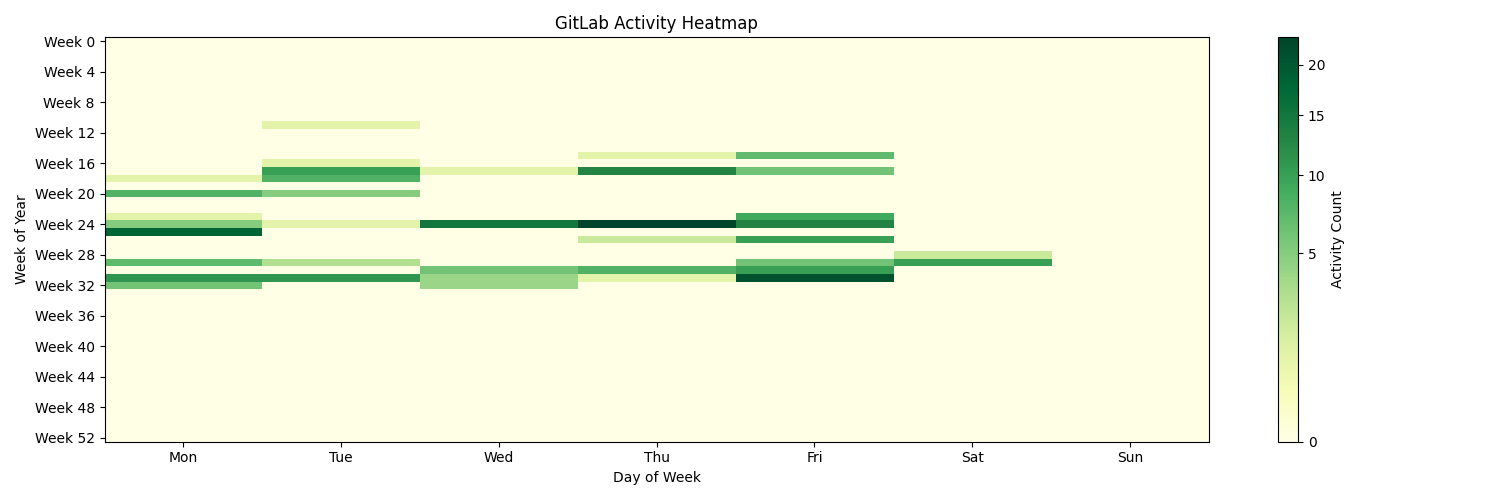 GitLab Activity Heatmap
Week of Year
Week 0
Week 4
Week 8
Week 12
Week 16
Week 20
Week 24
Week 28
Week 32
Week 36
Week 40
Week 44
Week 48
Week 52
Mon Tue Wed Thu Fri Sat Sun
Day of Week
20
15
10
5
0
Activity Count